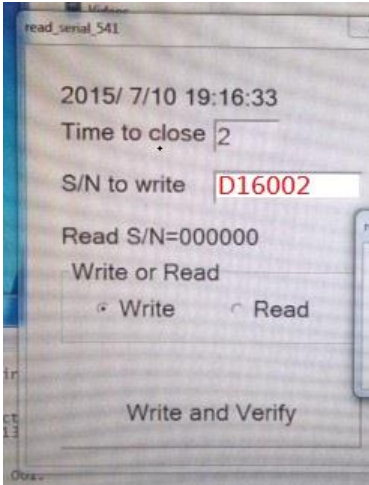 Videos
read_serial_541
2015/ 7/10 19:16:33
Time to close 2
S/N to write D16002
Read S/N=000000
Write or Read
Write Read
Write and Verify